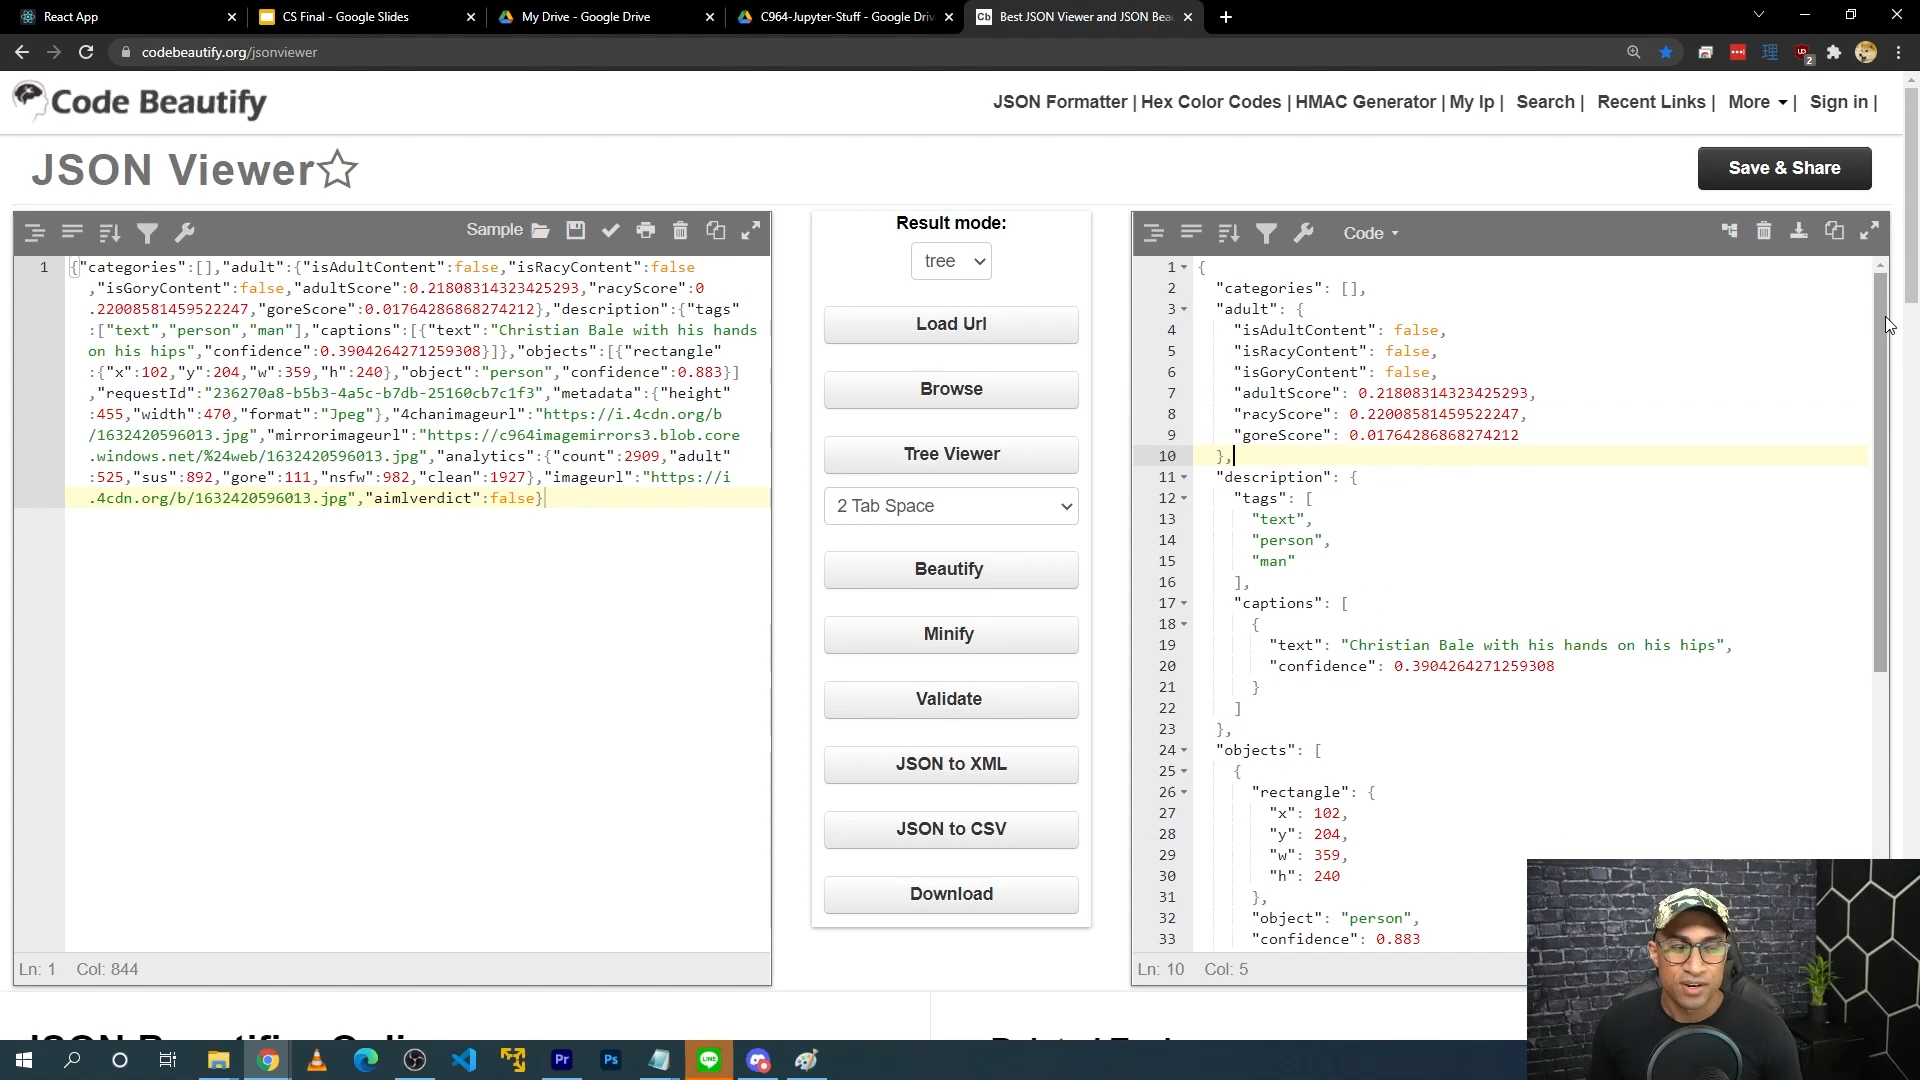 React App
CS Final - Google Slides
My Drive - Google Drive
C964-Jupyter-Stuff - Google Driv
Cb
Best JSON Viewer and JSON Bea
codebeautify.org/jsonviewer
2
Code Beautify
JSON Formatter | Hex Color Codes | HMAC Generator | My Ip | Search | Recent Links | More | Sign in |
JSON Viewer
Save & Share
Sample
1
{"categories":[],"adult":{"isAdultContent":false,"isRacyContent":false
,"isGoryContent":false,"adultScore":0.21808314323425293,"racyScore":0
.22008581459522247,"goreScore":0.01764286868274212},"description":{"tags"
:["text","person","man"],"captions":[{"text":"Christian Bale with his hands
on his hips","confidence":0.3904264271259308}]},"objects":[{"rectangle"
:{"x":102,"y":204,"w":359,"h":240},"object":"person","confidence":0.883}]
,"requestId":"236270a8-b5b3-4a5c-b7db-25160cb7c1f3","metadata":{"height"
:455,"width":470,"format":"Jpeg"},"4chanimageurl":"https://i.4cdn.org/b
/1632420596013.jpg","mirrorimageurl":"https://c964imagemirrors3.blob.core
.windows.net/%24web/1632420596013.jpg","analytics":{"count":2909,"adult"
:525,"sus":892,"gore":111,"nsfw":982,"clean":1927},"imageurl":"https://i
.4cdn.org/b/1632420596013.jpg","aimlverdict":false}
Ln: 1 Col: 844
Result mode:
tree
Load Url
Browse
Tree Viewer
2 Tab Space
Beautify
Minify
Validate
JSON to XML
JSON to CSV
Download
Code
1 {
2 "categories": [],
3 "adult": {
4 "isAdultContent": false,
5 "isRacyContent": false,
6 "isGoryContent": false,
7 "adultScore": 0.21808314323425293,
8 "racyScore": 0.22008581459522247,
9 "goreScore": 0.01764286868274212
10 },
11 "description": {
12 "tags": [
13 "text",
14 "person",
15 "man"
16 ],
17 "captions": [
18 {
19 "text": "Christian Bale with his hands on his hips",
20 "confidence": 0.3904264271259308
21 }
22 ]
23 },
24 "objects": [
25 {
26 "rectangle": {
27 "x": 102,
28 "y": 204,
29 "w": 359,
30 "h": 240
31 },
32 "object": "person",
33 "confidence": 0.883
Ln: 10 Col: 5
Pr
Ps
LINE